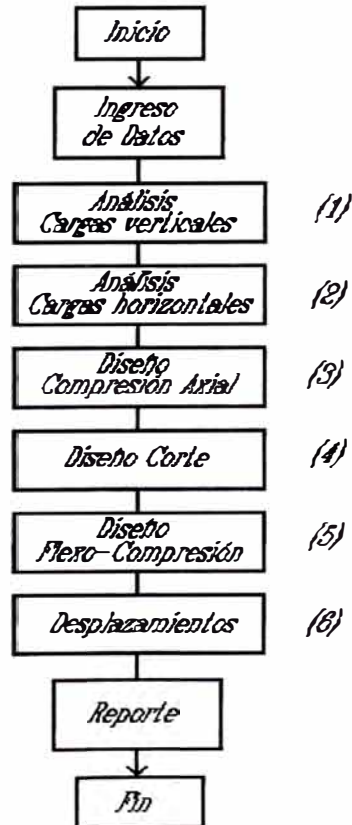 Inicio
Ingreso
de Datos
Análisis
Cargas verticales
(1)
Análisis
Cargas horizontales
(2)
Diseño
Compresión Axial
(3)
Diseño Corte
(4)
Diseño
Flexo-Compresión
(5)
Desplazamientos
(6)
Reporte
Fin